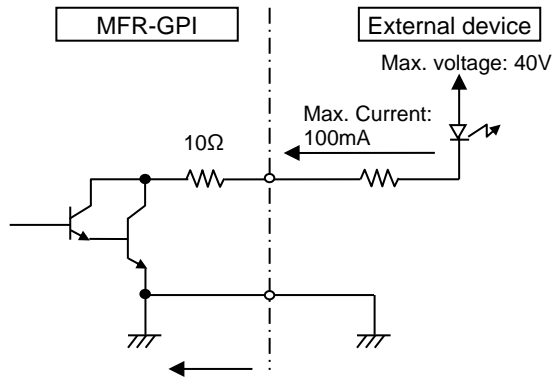 MFR-GPI
External device
Max. voltage: 40V
Max. Current:
100mA
10Ω